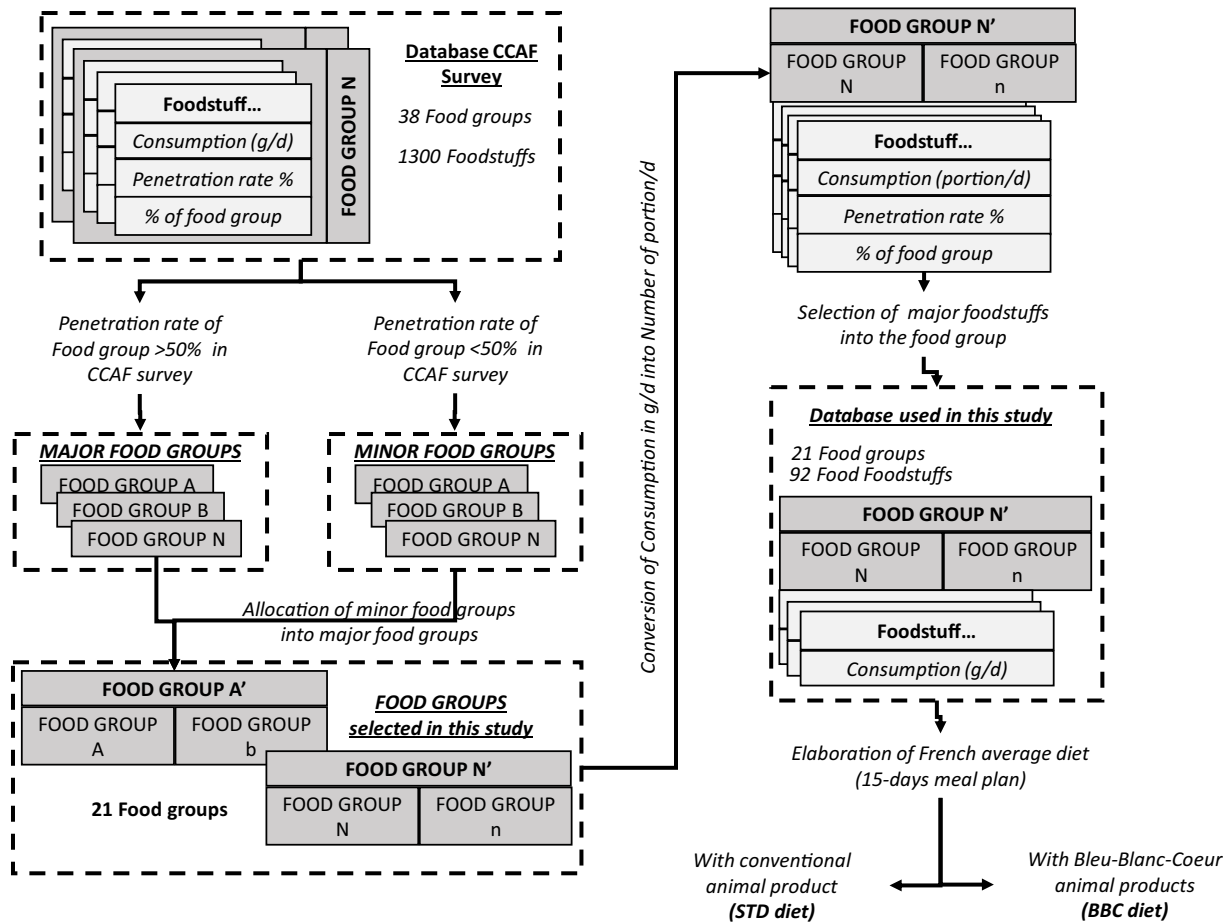 Database CCAF
Survey
38 Food groups
1300 Foodstuffs
FOOD GROUP N
Foodstuff...
Consumption (g/d)
Penetration rate %
% of food group
Penetration rate of
Food group >50% in
CCAF survey
Penetration rate of
Food group <50% in
CCAF survey
MAJOR FOOD GROUPS
FOOD GROUP A
FOOD GROUP B
FOOD GROUP N
MINOR FOOD GROUPS
FOOD GROUP A
FOOD GROUP B
FOOD GROUP N
Allocation of minor food groups
into major food groups
FOOD GROUP A'
FOOD GROUP
A
FOOD GROUP
b
FOOD GROUPS
selected in this study
FOOD GROUP N'
FOOD GROUP
N
FOOD GROUP
n
21 Food groups
Conversion of Consumption in g/d into Number of portion/d
FOOD GROUP N'
FOOD GROUP
N
FOOD GROUP
n
Foodstuff...
Consumption (portion/d)
Penetration rate %
% of food group
Selection of major foodstuffs
into the food group
Database used in this study
21 Food groups
92 Food Foodstuffs
FOOD GROUP N'
FOOD GROUP
N
FOOD GROUP
n
Foodstuff...
Consumption (g/d)
Elaboration of French average diet
(15-days meal plan)
With conventional
animal product
(STD diet)
With Bleu-Blanc-Coeur
animal products
(BBC diet)